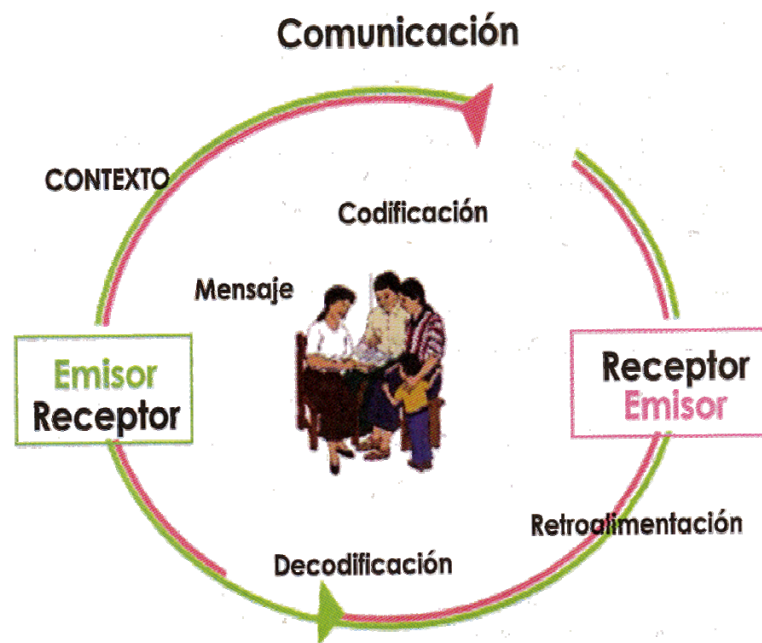 Comunicación
CONTEXTO
Codificación
Mensaje
Emisor
Receptor
Receptor
Emisor
Retroalimentación
Decodificación